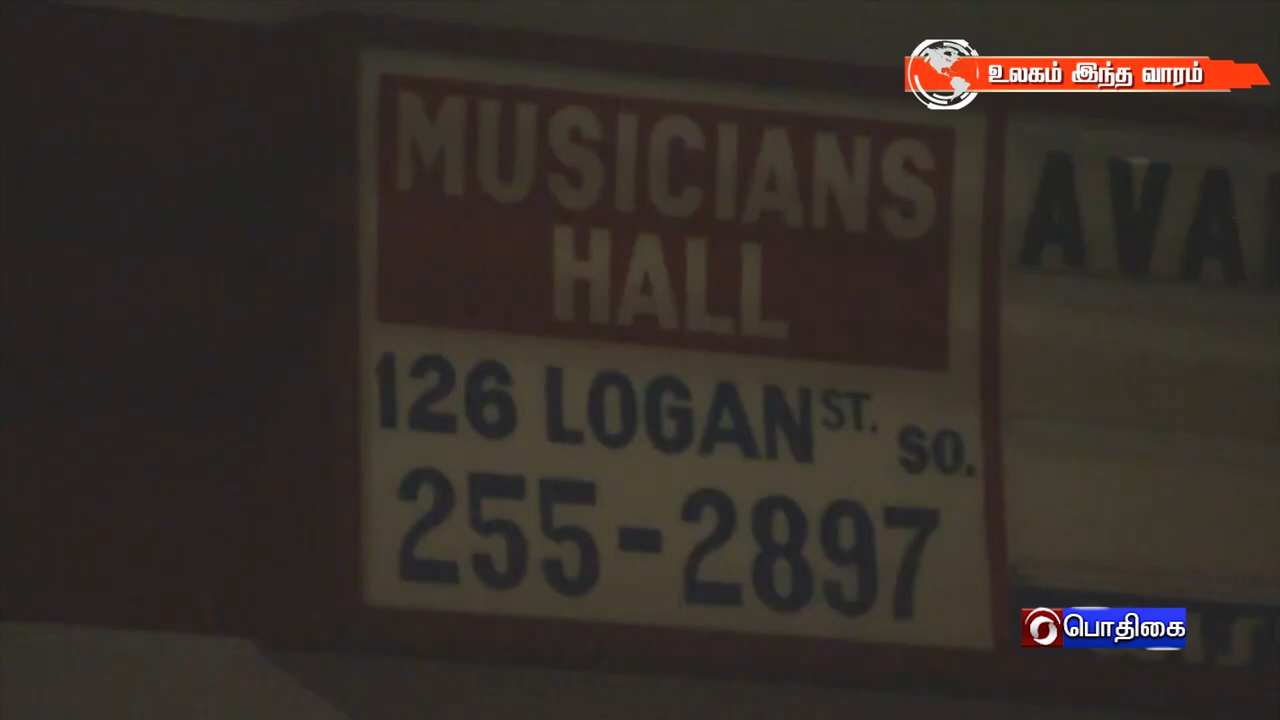 உலகம் இந்த வாரம்
MUSICIANS
HALL
126 LOGAN ST. SO.
255-2897
பொதிகை